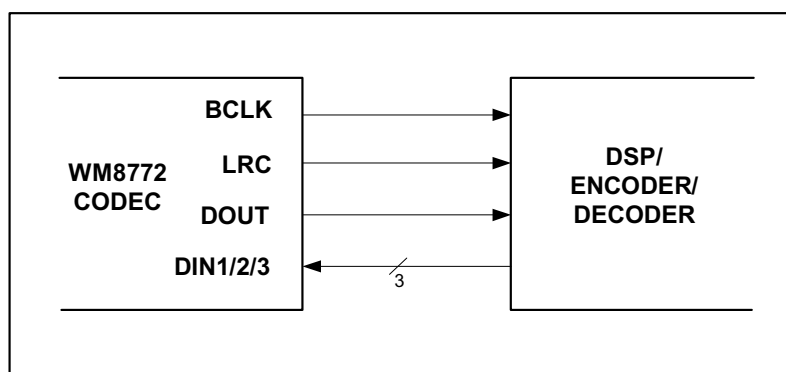 BCLK
LRC
WM8772
CODEC
DOUT
DIN1/2/3
3
DSP/
ENCODER/
DECODER